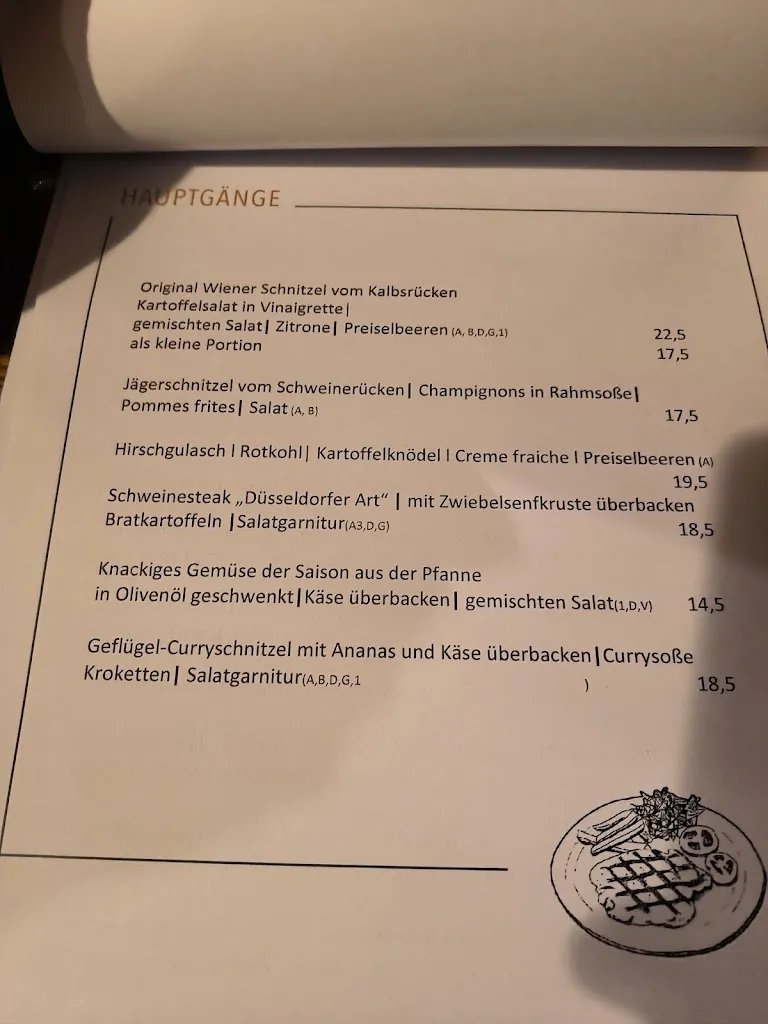 HAUPTGÄNGE
Original Wiener Schnitzel vom Kalbsrücken
Kartoffelsalat in Vinaigrette|
gemischten Salat| Zitrone| Preiselbeeren (A, B,D,G,1) 22,5
als kleine Portion 17,5
Jägerschnitzel vom Schweinerücken| Champignons in Rahmsoße|
Pommes frites| Salat (A, B) 17,5
Hirschgulasch l Rotkohl| Kartoffelknödel l Creme fraiche l Preiselbeeren (A)
19,5
Schweinesteak „Düsseldorfer Art“ | mit Zwiebelsenfkruste überbacken
Bratkartoffeln |Salatgarnitur(A3,D,G) 18,5
Knackiges Gemüse der Saison aus der Pfanne
in Olivenöl geschwenkt|Käse überbacken| gemischten Salat(1,D,V) 14,5
Geflügel-Curryschnitzel mit Ananas und Käse überbacken|Currysoße
Kroketten| Salatgarnitur(A,B,D,G,1 ) 18,5